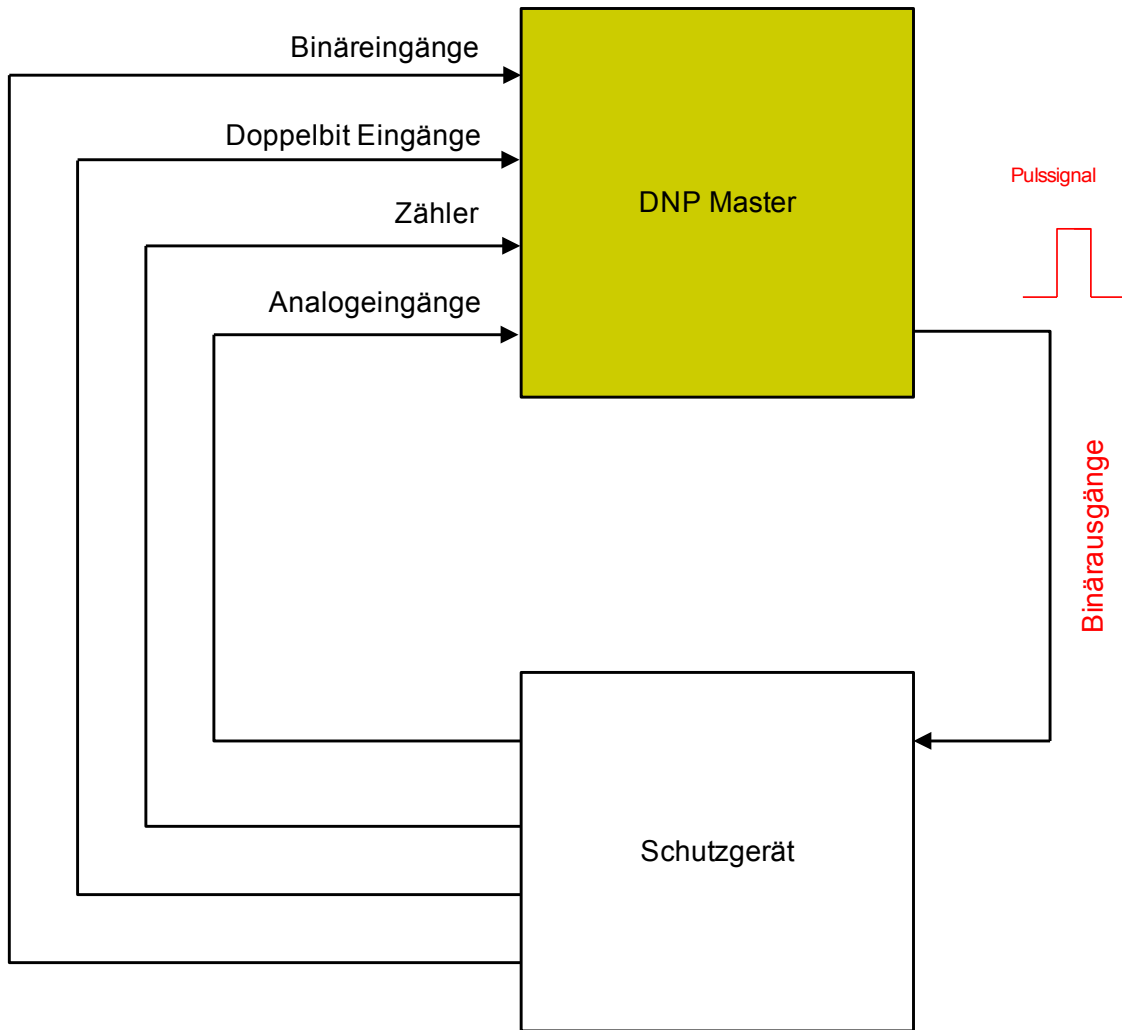 Binäreingänge
Doppelbit Eingänge
Zähler
Analogeingänge
DNP Master
Pulssignal
Binärausgänge
Schutzgerät